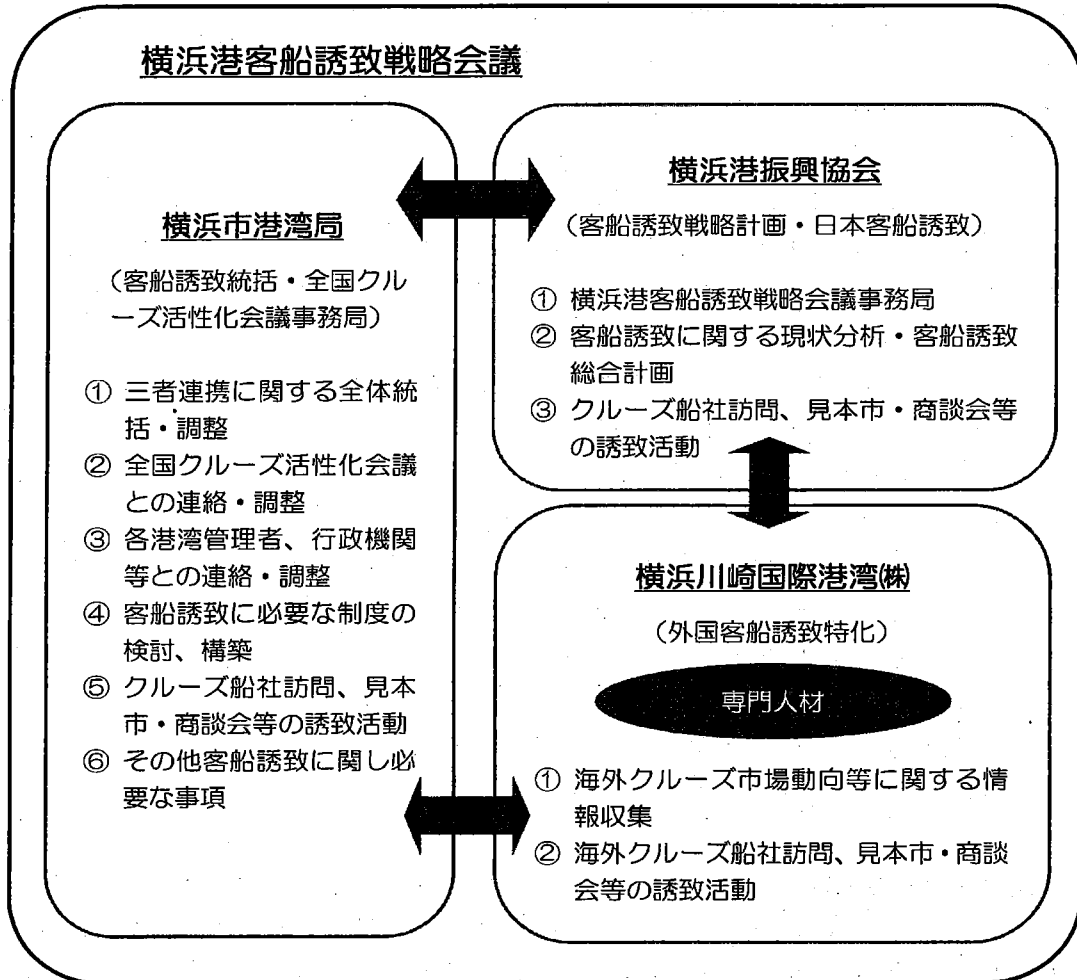 横浜港客船誘致戦略会議
横浜市港湾局
（客船誘致統括・全国クル
ーズ活性化会議事務局）
① 三者連携に関する全体統
括・調整
② 全国クルーズ活性化会議
との連絡・調整
③ 各港湾管理者、行政機関
等との連絡・調整
④ 客船誘致に必要な制度の
検討、構築
⑤ クルーズ船社訪問、見本
市・商談会等の誘致活動
⑥ その他客船誘致に関し必
要な事項
横浜港振興協会
（客船誘致戦略計画・日本客船誘致）
① 横浜港客船誘致戦略会議事務局
② 客船誘致に関する現状分析・客船誘致
総合計画
③ クルーズ船社訪問、見本市・商談会等
の誘致活動
横浜川崎国際港湾㈱
（外国客船誘致特化）
専門人材
① 海外クルーズ市場動向等に関する情
報収集
② 海外クルーズ船社訪問、見本市・商談
会等の誘致活動